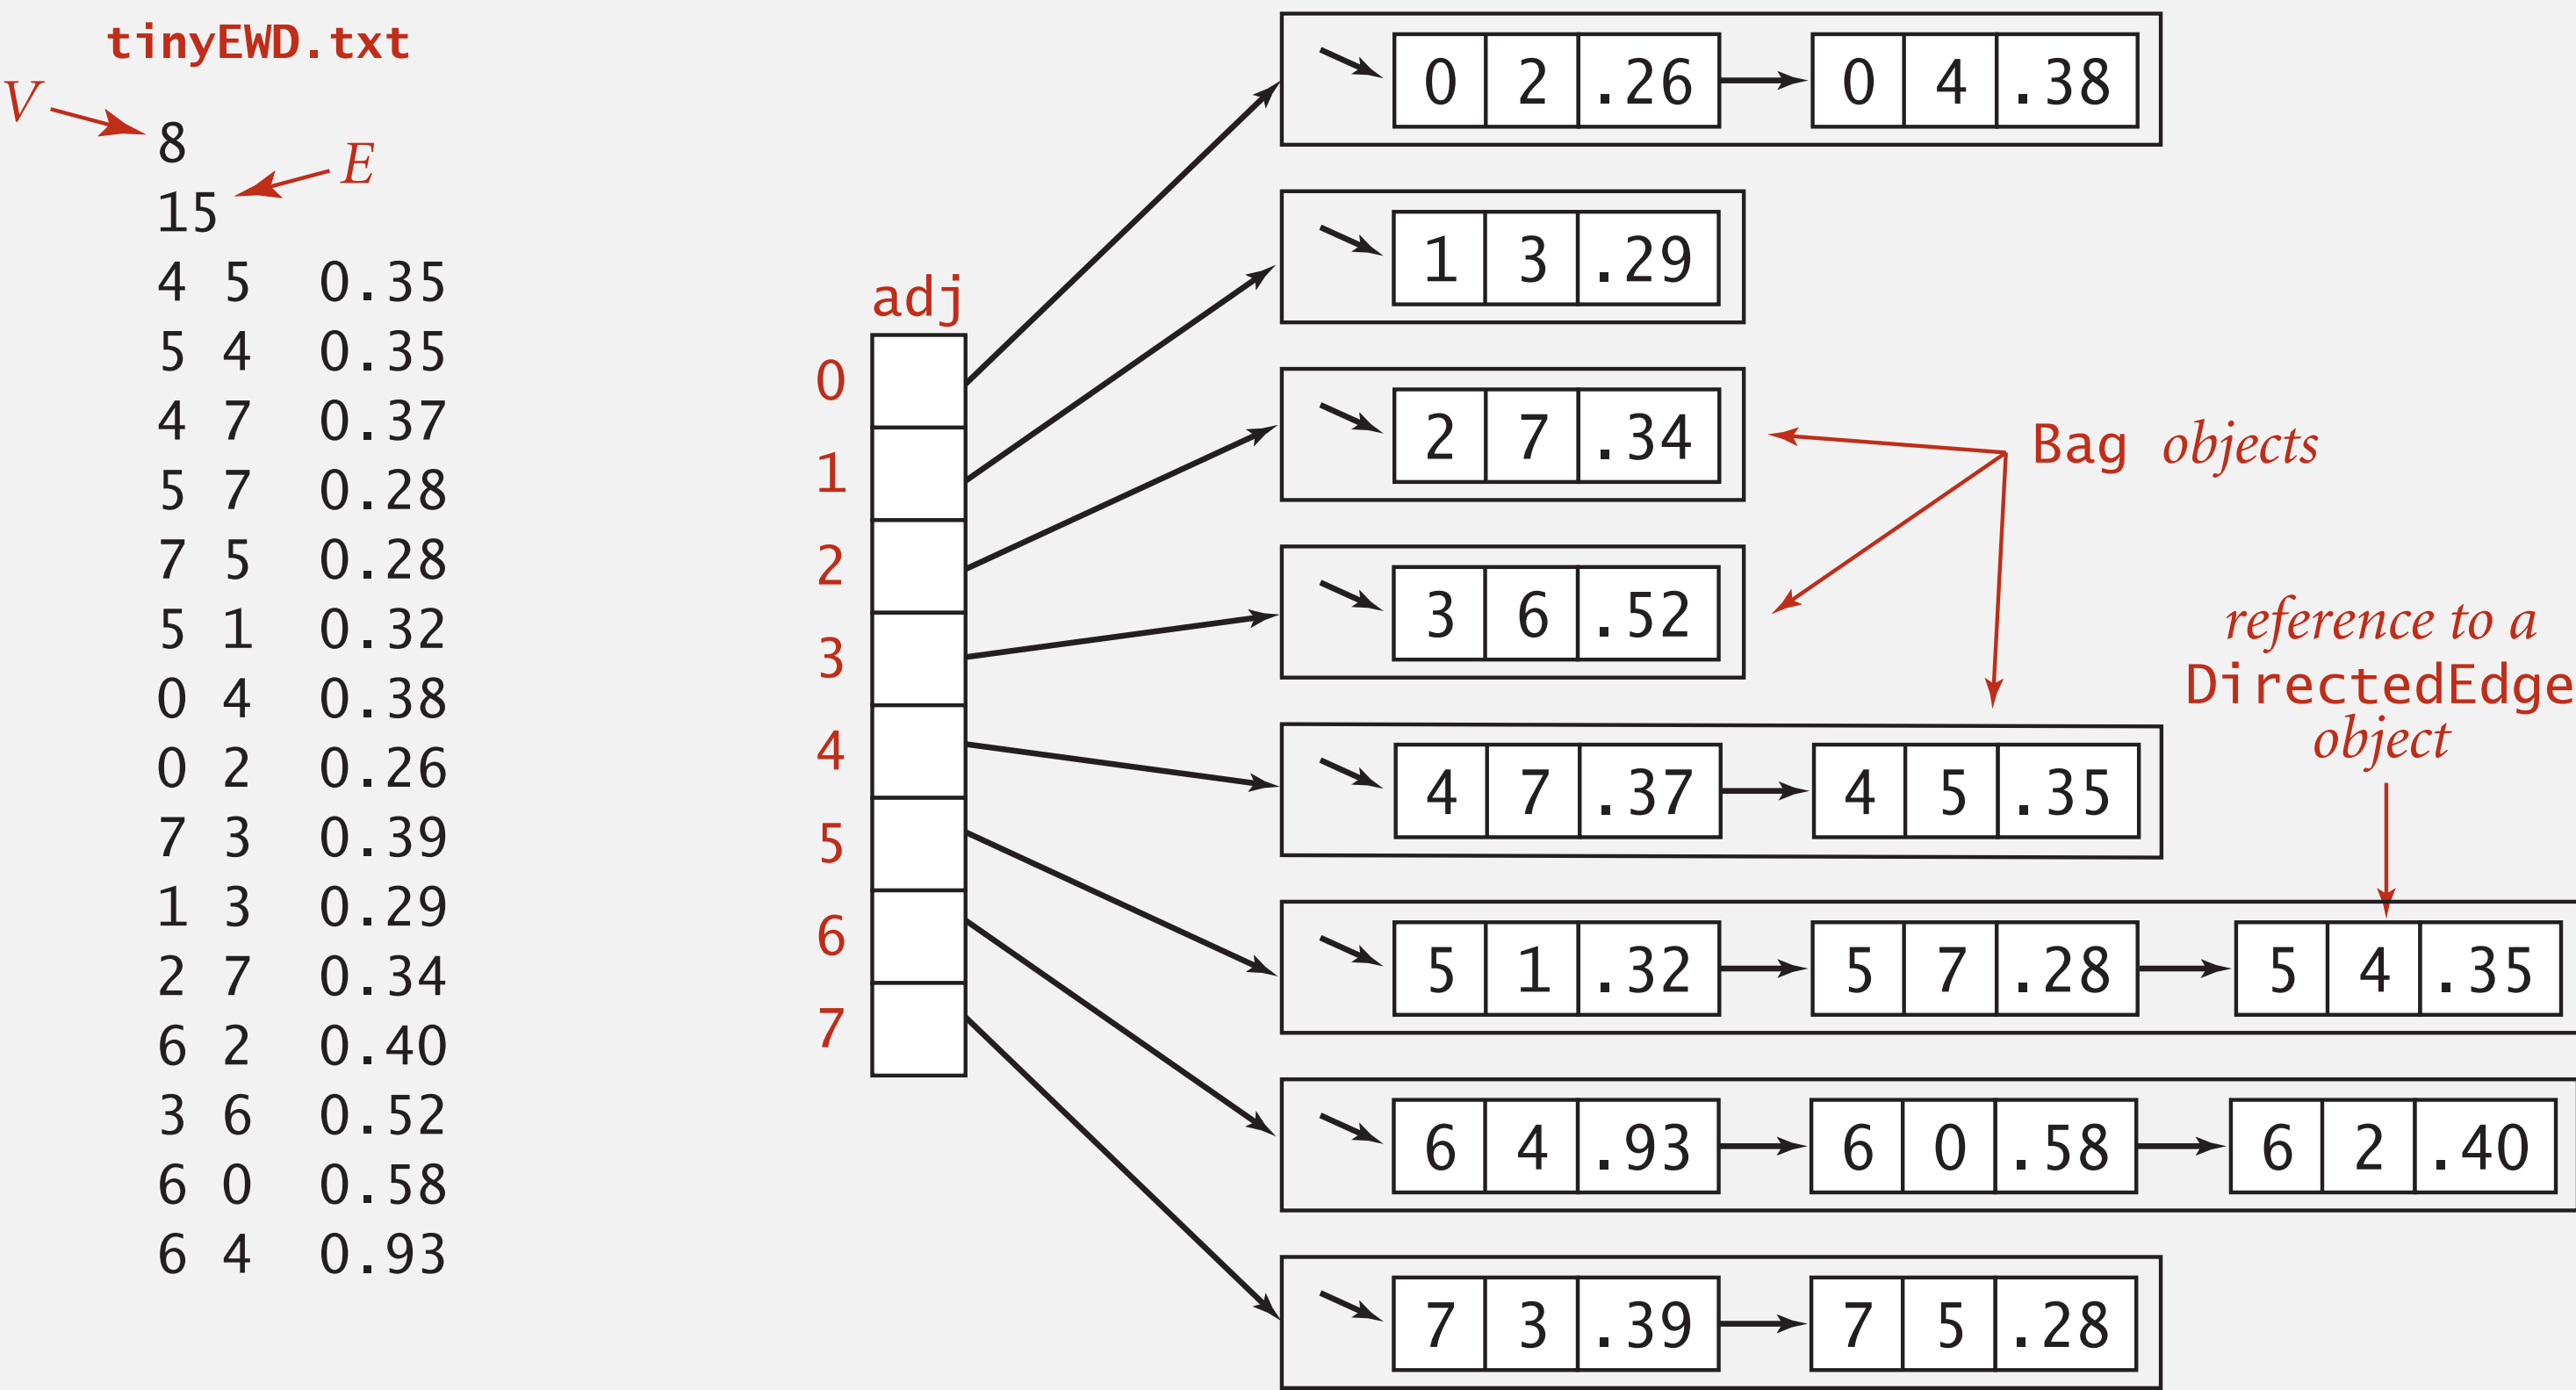 tinyEWD.txt
V
8
E
15
4 5 0.35
5 4 0.35
4 7 0.37
5 7 0.28
7 5 0.28
5 1 0.32
0 4 0.38
0 2 0.26
7 3 0.39
1 3 0.29
2 7 0.34
6 2 0.40
3 6 0.52
6 0 0.58
6 4 0.93
adj
0
1
2
3
4
5
6
7
0 2 .26 0 4 .38
1 3 .29
2 7 .34
3 6 .52
4 7 .37 4 5 .35
5 1 .32 5 7 .28 5 4 .35
6 4 .93 6 0 .58 6 2 .40
7 3 .39 7 5 .28
Bag objects
reference to a
DirectedEdge
object